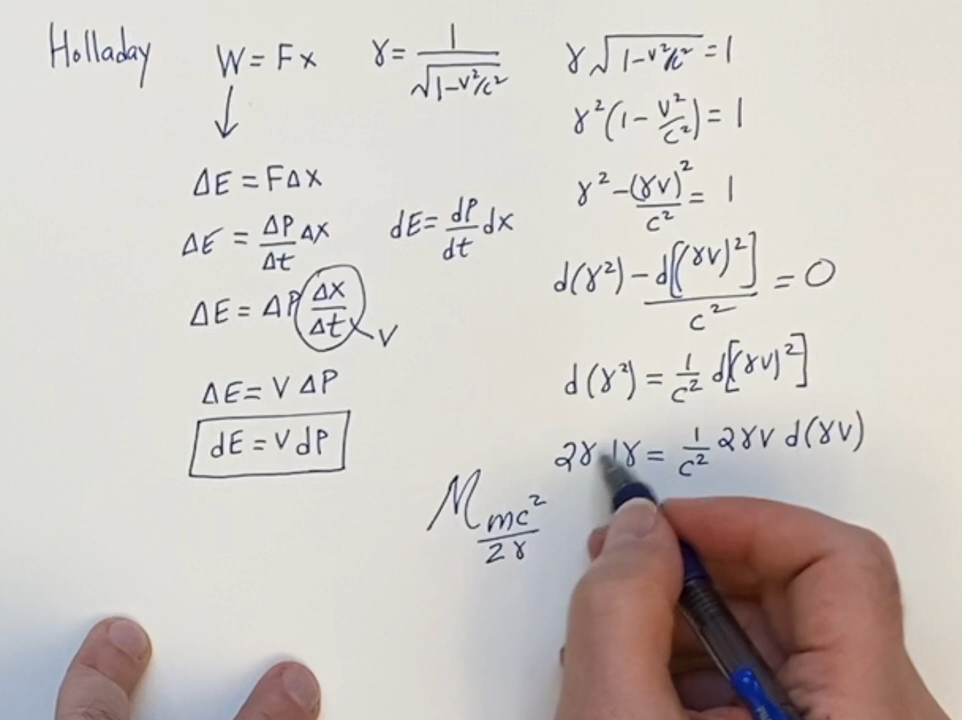 Holladay
W = Fx
↓
ΔE = FΔx
ΔE = ΔP/Δt Δx
dE = dP/dt dx
ΔE = ΔP(Δx/Δt) V
ΔE = V ΔP
dE = V dP
γ = 1/√(1-v²/c²)
γ√(1-v²/c²) = 1
γ²(1 - v²/c²) = 1
γ² - (γv)²/c² = 1
d(γ²) - d[(γv)²]/c² = 0
d(γ²) = 1/c² d[(γv)²]
2γ dγ = 1/c² 2γv d(γv)
M mc²/2γ